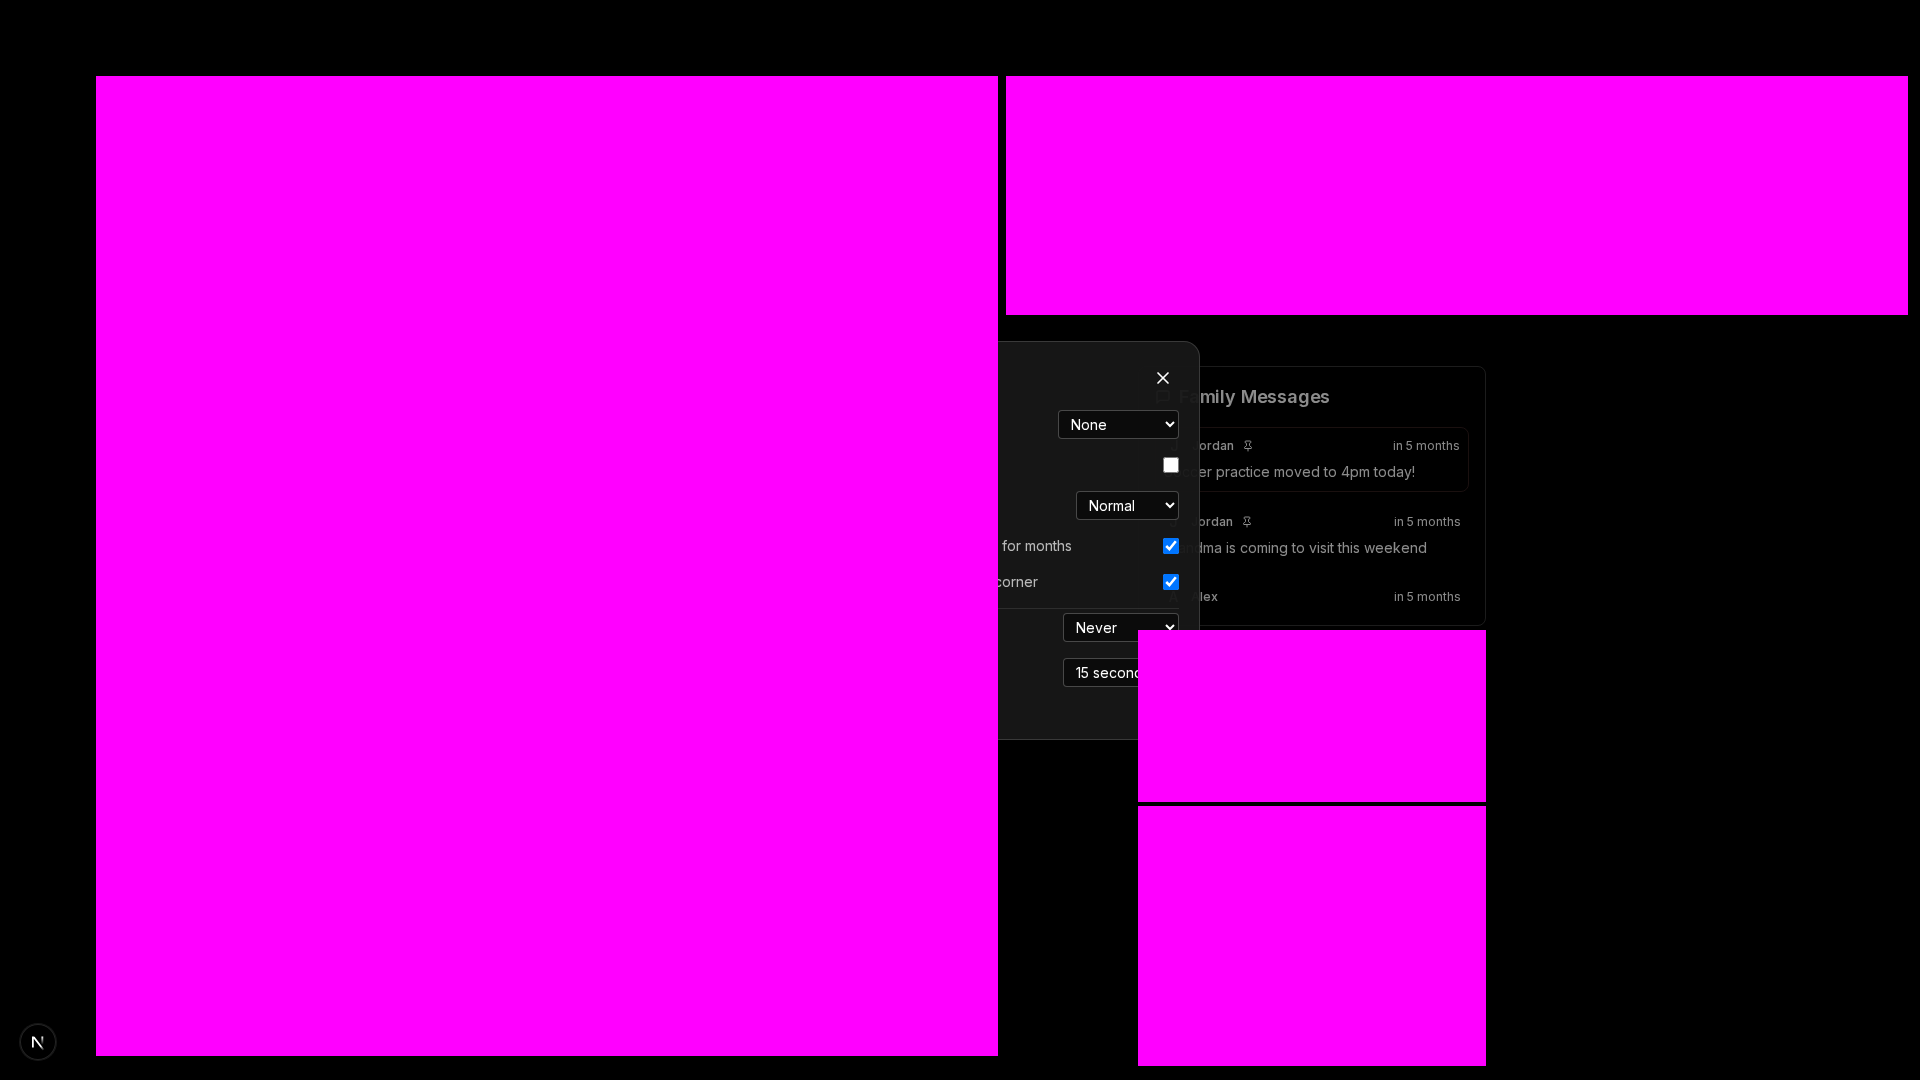 Family Messages
None
ordan
in 5 months
er practice moved to 4pm today!
Normal
ordan
in 5 months
for months
dma is coming to visit this weekend
corner
lex
in 5 months
Never
15 secon
N